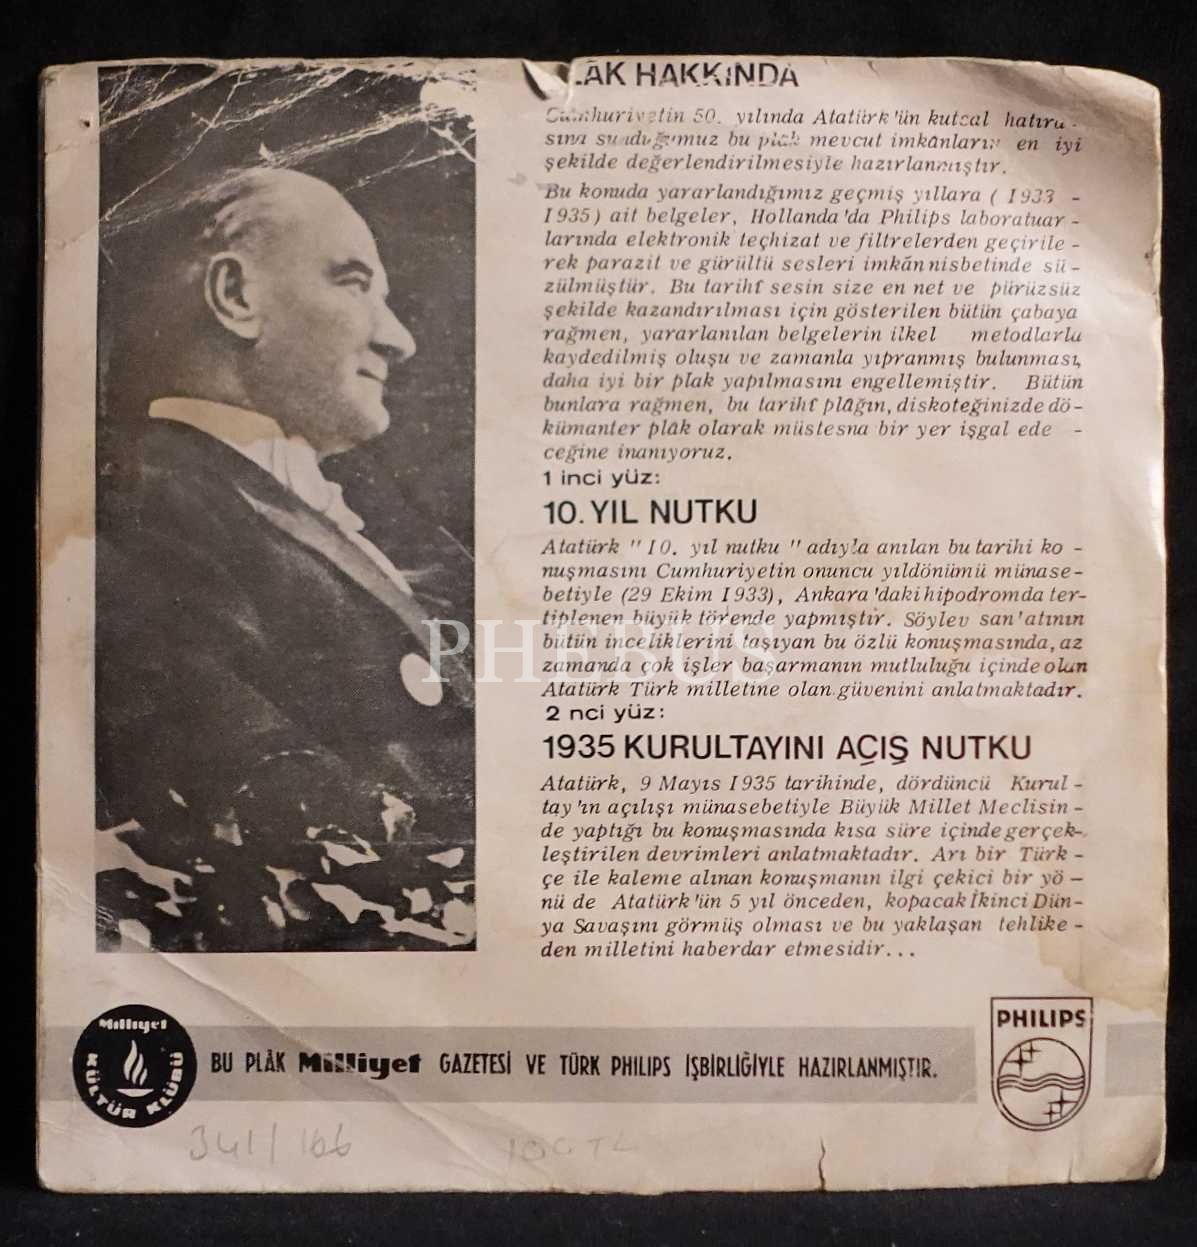 LÂK HAKKINDA
Cumhuriyetin 50. yılında Atatürk'ün kutsal hatıra -
sına sunduğumuz bu plâk mevcut imkânların en iyi
şekilde değerlendirilmesiyle hazırlanmıştır.
Bu konuda yararlandığımız geçmiş yıllara ( 1933 -
1935) ait belgeler, Hollanda'da Philips laboratuar -
larında elektronik teçhizat ve filtrelerden geçirile -
rek parazit ve gürültü sesleri imkân nisbetinde sü -
zülmüştür. Bu tarihî sesin size en net ve pürüzsüz
şekilde kazandırılması için gösterilen bütün çabaya
rağmen, yararlanılan belgelerin ilkel metodlarla
kaydedilmiş oluşu ve zamanla yıpranmış bulunması,
daha iyi bir plak yapılmasını engellemiştir. Bütün
bunlara rağmen, bu tarihî plâğın, diskoteğinizde dö -
kümanter plâk olarak müstesna bir yer işgal ede -
ceğine inanıyoruz.
1 inci yüz:
10. YIL NUTKU
Atatürk "10. yıl nutku" adıyla anılan bu tarihi ko -
nuşmasını Cumhuriyetin onuncu yıldönümü münase -
betiyle (29 Ekim 1933), Ankara'daki hipodromda ter-
tiplenen büyük törende yapmıştır. Söylev san'atının
bütün inceliklerini taşıyan bu özlü konuşmasında, az
zamanda çok işler başarmanın mutluluğu içinde olan
Atatürk Türk milletine olan güvenini anlatmaktadır.
2 nci yüz:
1935 KURULTAYINI AÇIŞ NUTKU
Atatürk, 9 Mayıs 1935 tarihinde, dördüncü Kurul -
tay'ın açılışı münasebetiyle Büyük Millet Meclisin -
de yaptığı bu konuşmasında kısa süre içinde gerçek-
leştirilen devrimleri anlatmaktadır. Arı bir Türk -
çe ile kaleme alınan konuşmanın ilgi çekici bir yö -
nü de Atatürk'ün 5 yıl önceden, kopacak İkinci Dün-
ya Savaşını görmüş olması ve bu yaklaşan tehlike -
den milletini haberdar etmesidir...
PHEBUS
Milliyet
KÜLTÜR KLÜBÜ
BU PLÂK Milliyet GAZETESİ VE TÜRK PHILIPS İŞBİRLİĞİYLE HAZIRLANMIŞTIR.
PHILIPS
341/166
100 TL